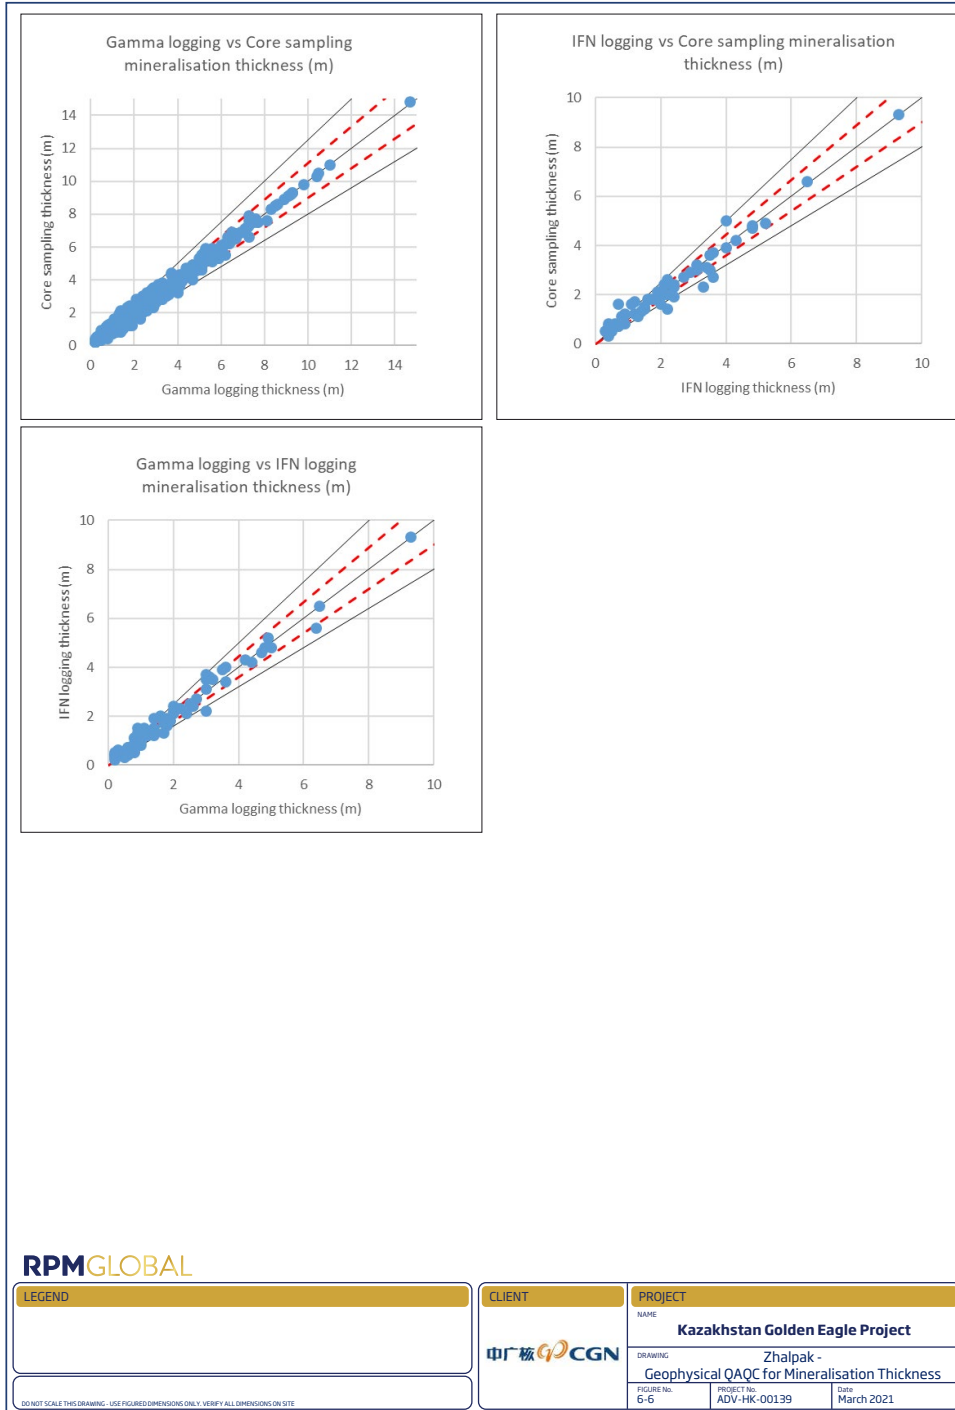 Gamma logging vs Core sampling
mineralisation thickness (m)
14
12
10
8
6
4
2
0
Core sampling thickness (m)
0 2 4 6 8 10 12 14
Gamma logging thickness (m)
IFN logging vs Core sampling mineralisation
thickness (m)
10
8
6
4
2
0
Core sampling thickness (m)
0 2 4 6 8 10
IFN logging thickness (m)
Gamma logging vs IFN logging
mineralisation thickness (m)
10
8
6
4
2
0
IFN logging thickness (m)
0 2 4 6 8 10
Gamma logging thickness (m)
RPMGLOBAL
LEGEND
DO NOT SCALE THIS DRAWING - USE FIGURED DIMENSIONS ONLY. VERIFY ALL DIMENSIONS ON SITE
CLIENT
中广核 CGN
PROJECT
NAME
Kazakhstan Golden Eagle Project
DRAWING
Zhalpak -
Geophysical QAQC for Mineralisation Thickness
FIGURE No. PROJECT No. Date
6-6 ADV-HK-00139 March 2021